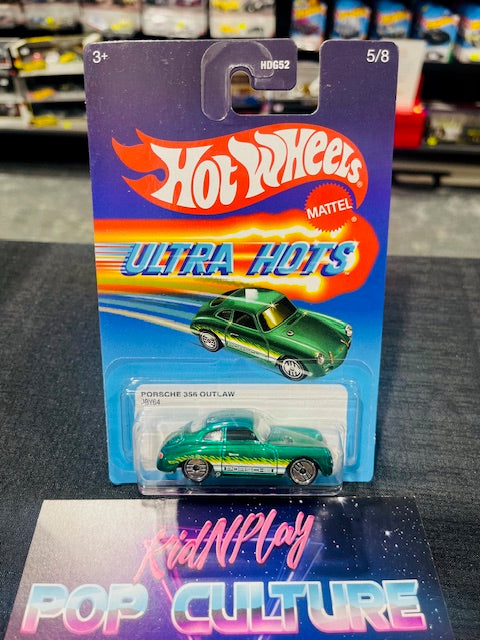 3+
HDG52
5/8
Hot Wheels
MATTEL
®
ULTRA HOTS
PORSCHE 356 OUTLAW
PORSCHE
KidNPlay
POP CULTURE